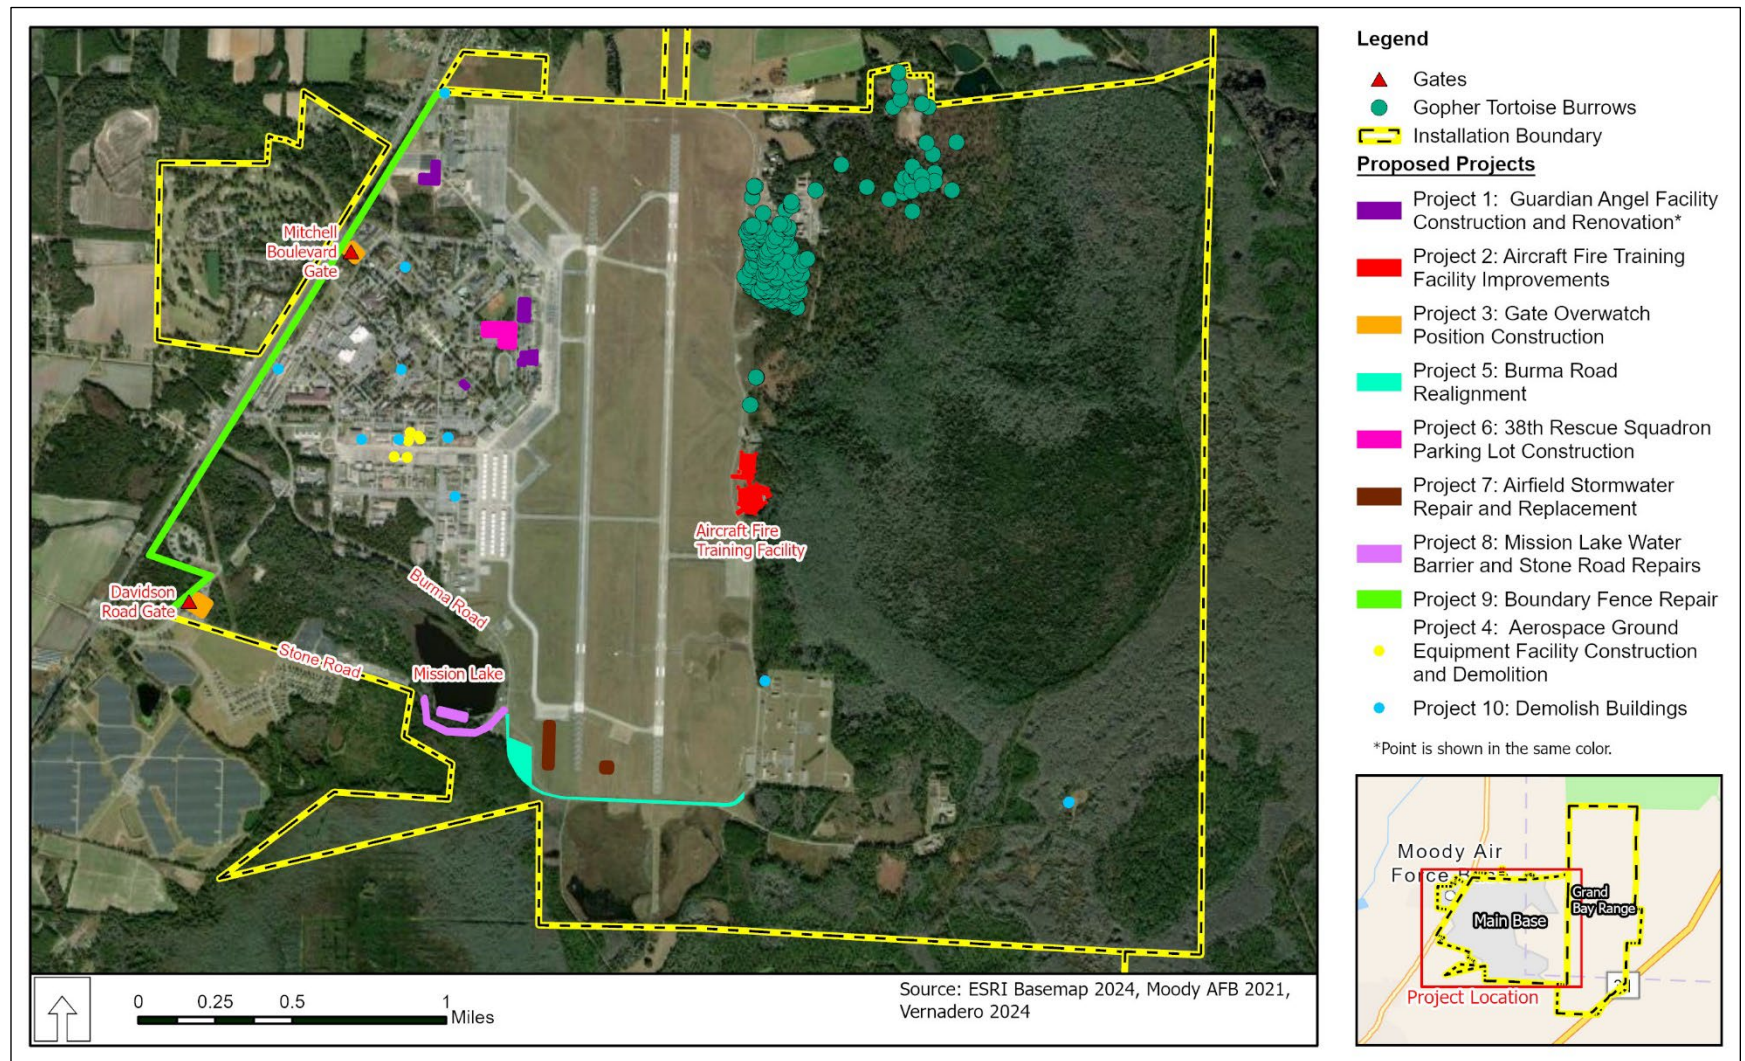 Mitchell
Boulevard
Gate
Aircraft Fire
Training Facility
Burma Road
Davidson
Road Gate
Stone Road
Mission Lake
0 0.25 0.5 1
Miles
Source: ESRI Basemap 2024, Moody AFB 2021,
Vernadero 2024
Legend
Gates
Gopher Tortoise Burrows
Installation Boundary
Proposed Projects
Project 1: Guardian Angel Facility
Construction and Renovation*
Project 2: Aircraft Fire Training
Facility Improvements
Project 3: Gate Overwatch
Position Construction
Project 5: Burma Road
Realignment
Project 6: 38th Rescue Squadron
Parking Lot Construction
Project 7: Airfield Stormwater
Repair and Replacement
Project 8: Mission Lake Water
Barrier and Stone Road Repairs
Project 9: Boundary Fence Repair
Project 4: Aerospace Ground
Equipment Facility Construction
and Demolition
Project 10: Demolish Buildings
*Point is shown in the same color.
Moody Air
Force
Grand
Bay Range
Main Base
Project Location